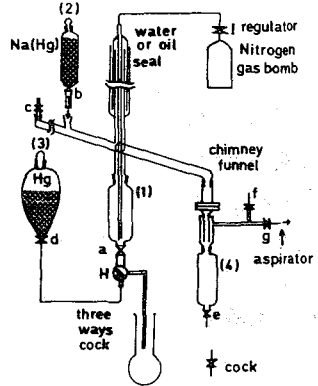 (2)
Na(Hg)
b
c
water
or oil
seal
I regulator
Nitrogen
gas bomb
chimney
funnel
(3)
Hg
d
(1)
a
H
three
ways
cock
f
g
aspirator
(4)
e
cock